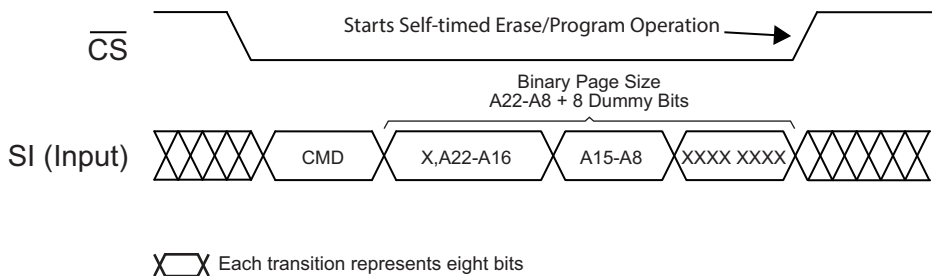 Starts Self-timed Erase/Program Operation
CS
Binary Page Size
A22-A8 + 8 Dummy Bits
SI (Input)
CMD
X,A22-A16
A15-A8
XXXX XXXX
Each transition represents eight bits